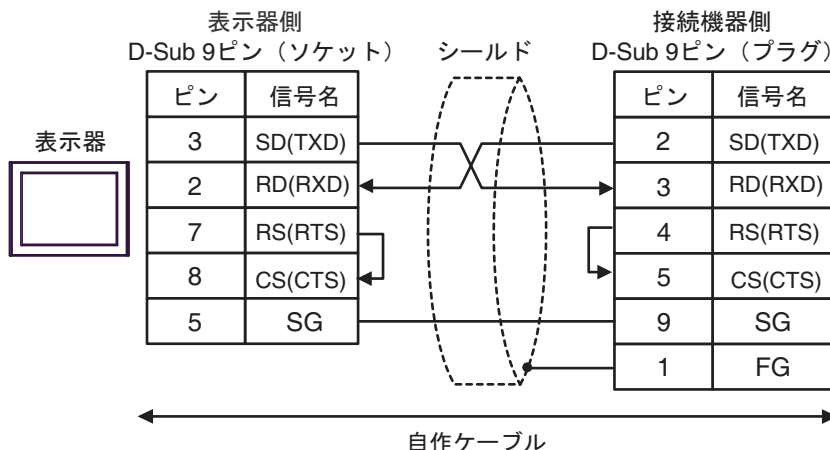 表示器側
D-Sub 9ピン（ソケット）
シールド
接続機器側
D-Sub 9ピン（プラグ）
表示器
ピン 信号名
3 SD(TXD)
2 RD(RXD)
7 RS(RTS)
8 CS(CTS)
5 SG
ピン 信号名
2 SD(TXD)
3 RD(RXD)
4 RS(RTS)
5 CS(CTS)
9 SG
1 FG
自作ケーブル